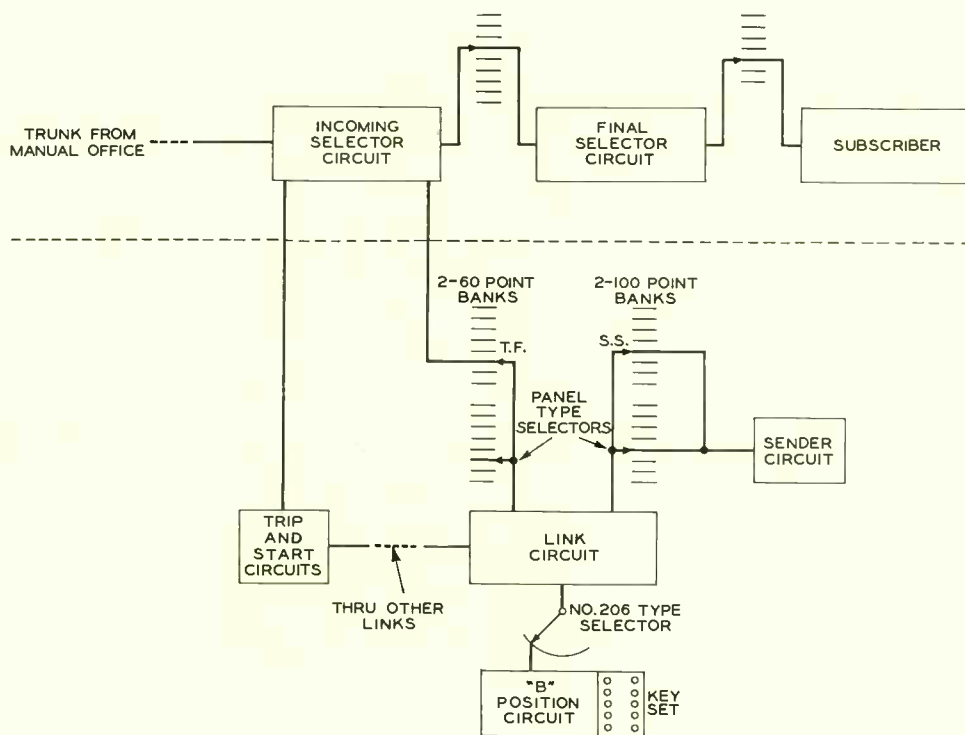 TRUNK FROM
MANUAL OFFICE
INCOMING
SELECTOR
CIRCUIT
FINAL
SELECTOR
CIRCUIT
SUBSCRIBER
2-60 POINT
BANKS
2-100 POINT
BANKS
T.F.
S.S.
PANEL
TYPE
SELECTORS
SENDER
CIRCUIT
TRIP
AND
START
CIRCUITS
LINK
CIRCUIT
THRU OTHER
LINKS
NO. 206 TYPE
SELECTOR
"B"
POSITION
CIRCUIT
KEY
SET